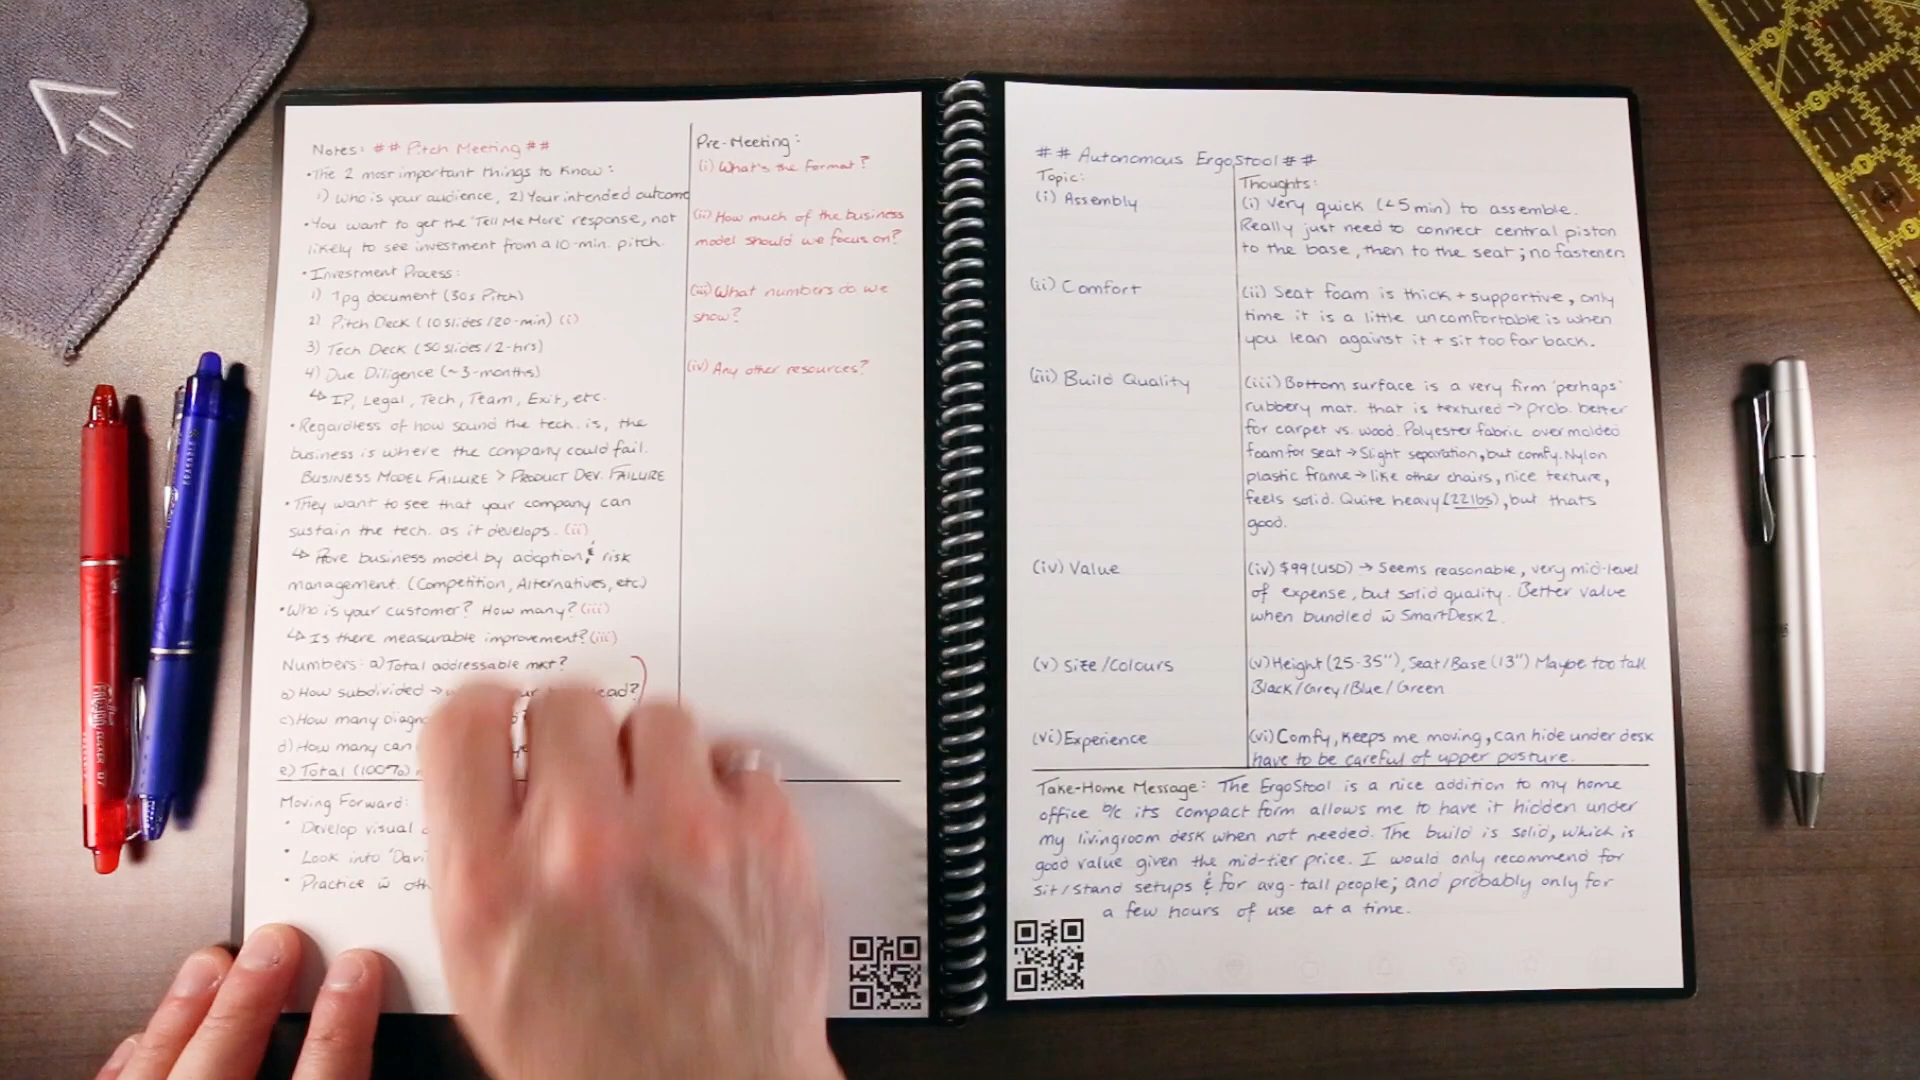 Notes: ## Pitch Meeting ##
•The 2 most important things to know:
1) Who is your audience, 2) Your intended outcome
•You want to get the 'Tell Me More' response, not
likely to see investment from a 10-min. pitch.
•Investment Process:
1) 1pg document (30s Pitch)
2) Pitch Deck (10 slides/20-min) (i)
3) Tech Deck (50 slides/2-hrs)
4) Due Diligence (~3-months)
↳ IP, Legal, Tech, Team, Exit, etc.
•Regardless of how sound the tech. is, the
business is where the company could fail.
BUSINESS MODEL FAILURE > PRODUCT DEV. FAILURE
•They want to see that your company can
sustain the tech. as it develops. (ii)
↳ Prove business model by adoption & risk
management. (Competition, Alternatives, etc)
•Who is your customer? How many? (iii)
↳ Is there measurable improvement? (iii)
Numbers: a) Total addressable mkt?
b) How subdivided →
c) How many
d) How many can
e) Total (100%)
Moving Forward:
• Develop visual
• Look into
• Practice w̄
Pre-Meeting:
(i) What's the format?
(ii) How much of the business
model should we focus on?
(iii) What numbers do we
show?
(iv) Any other resources?
## Autonomous ErgoStool ##
Topic:
(i) Assembly
(ii) Comfort
(iii) Build Quality
(iv) Value
(v) Size/Colours
(vi) Experience
Thoughts:
(i) Very quick (<5 min) to assemble.
Really just need to connect central piston
to the base, then to the seat; no fasteners
(ii) Seat foam is thick + supportive, only
time it is a little uncomfortable is when
you lean against it + sit too far back.
(iii) Bottom surface is a very firm 'perhaps'
rubbery mat. that is textured → prob. better
for carpet vs. wood. Polyester fabric over molded
foam for seat → Slight separation, but comfy. Nylon
plastic frame → like other chairs, nice texture,
feels solid. Quite heavy (22lbs), but thats
good.
(iv) $99 (USD) → Seems reasonable, very mid-level
of expense, but solid quality. Better value
when bundled w̄ SmartDesk 2.
(v) Height (25-35"), Seat/Base (13") Maybe too tall
Black/Grey/Blue/Green
(vi) Comfy, keeps me moving, can hide under desk
have to be careful of upper posture.
Take-Home Message: The ErgoStool is a nice addition to my home
office b/c its compact form allows me to have it hidden under
my livingroom desk when not needed. The build is solid, which is
good value given the mid-tier price. I would only recommend for
sit/stand setups & for avg-tall people; and probably only for
a few hours of use at a time.